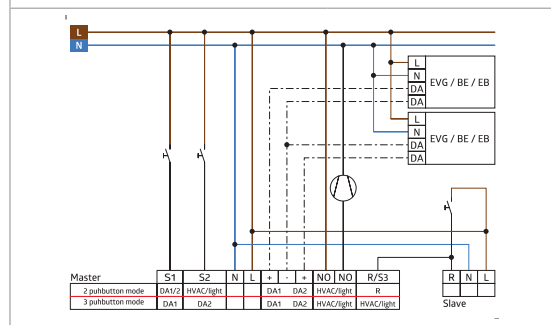 L
N
L
N
DA
DA
EVG / BE / EB
L
N
DA
DA
EVG / BE / EB
Master
S1 S2 N L + - + NO NO R/S3
2 puhbutton mode DA1/2 HVAC/light DA1 DA2 HVAC/light R
3 puhbutton mode DA1 DA2 DA1 DA2 HVAC/light HVAC/light
R N L
Slave